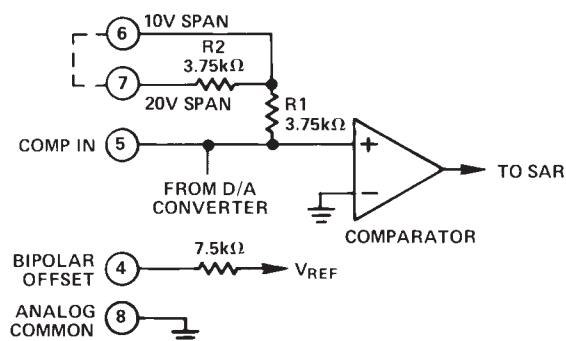 6
10V SPAN
R2
3.75kΩ
7
20V SPAN
R1
3.75kΩ
COMP IN
5
+
−
TO SAR
FROM D/A
CONVERTER
COMPARATOR
7.5kΩ
BIPOLAR
OFFSET
4
VREF
ANALOG
COMMON
8